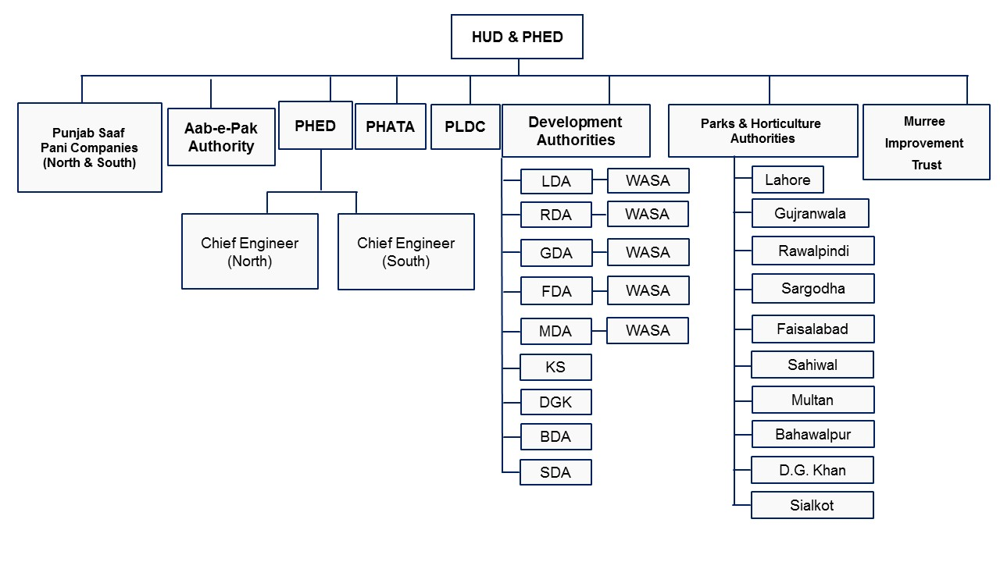 HUD & PHED
Punjab Saaf
Pani Companies
(North & South)
Aab-e-Pak
Authority
PHED
PHATA
PLDC
Development
Authorities
Parks & Horticulture
Authorities
Murree
Improvement
Trust
Chief Engineer
(North)
Chief Engineer
(South)
LDA
WASA
RDA
WASA
GDA
WASA
FDA
WASA
MDA
WASA
KS
DGK
BDA
SDA
Lahore
Gujranwala
Rawalpindi
Sargodha
Faisalabad
Sahiwal
Multan
Bahawalpur
D.G. Khan
Sialkot